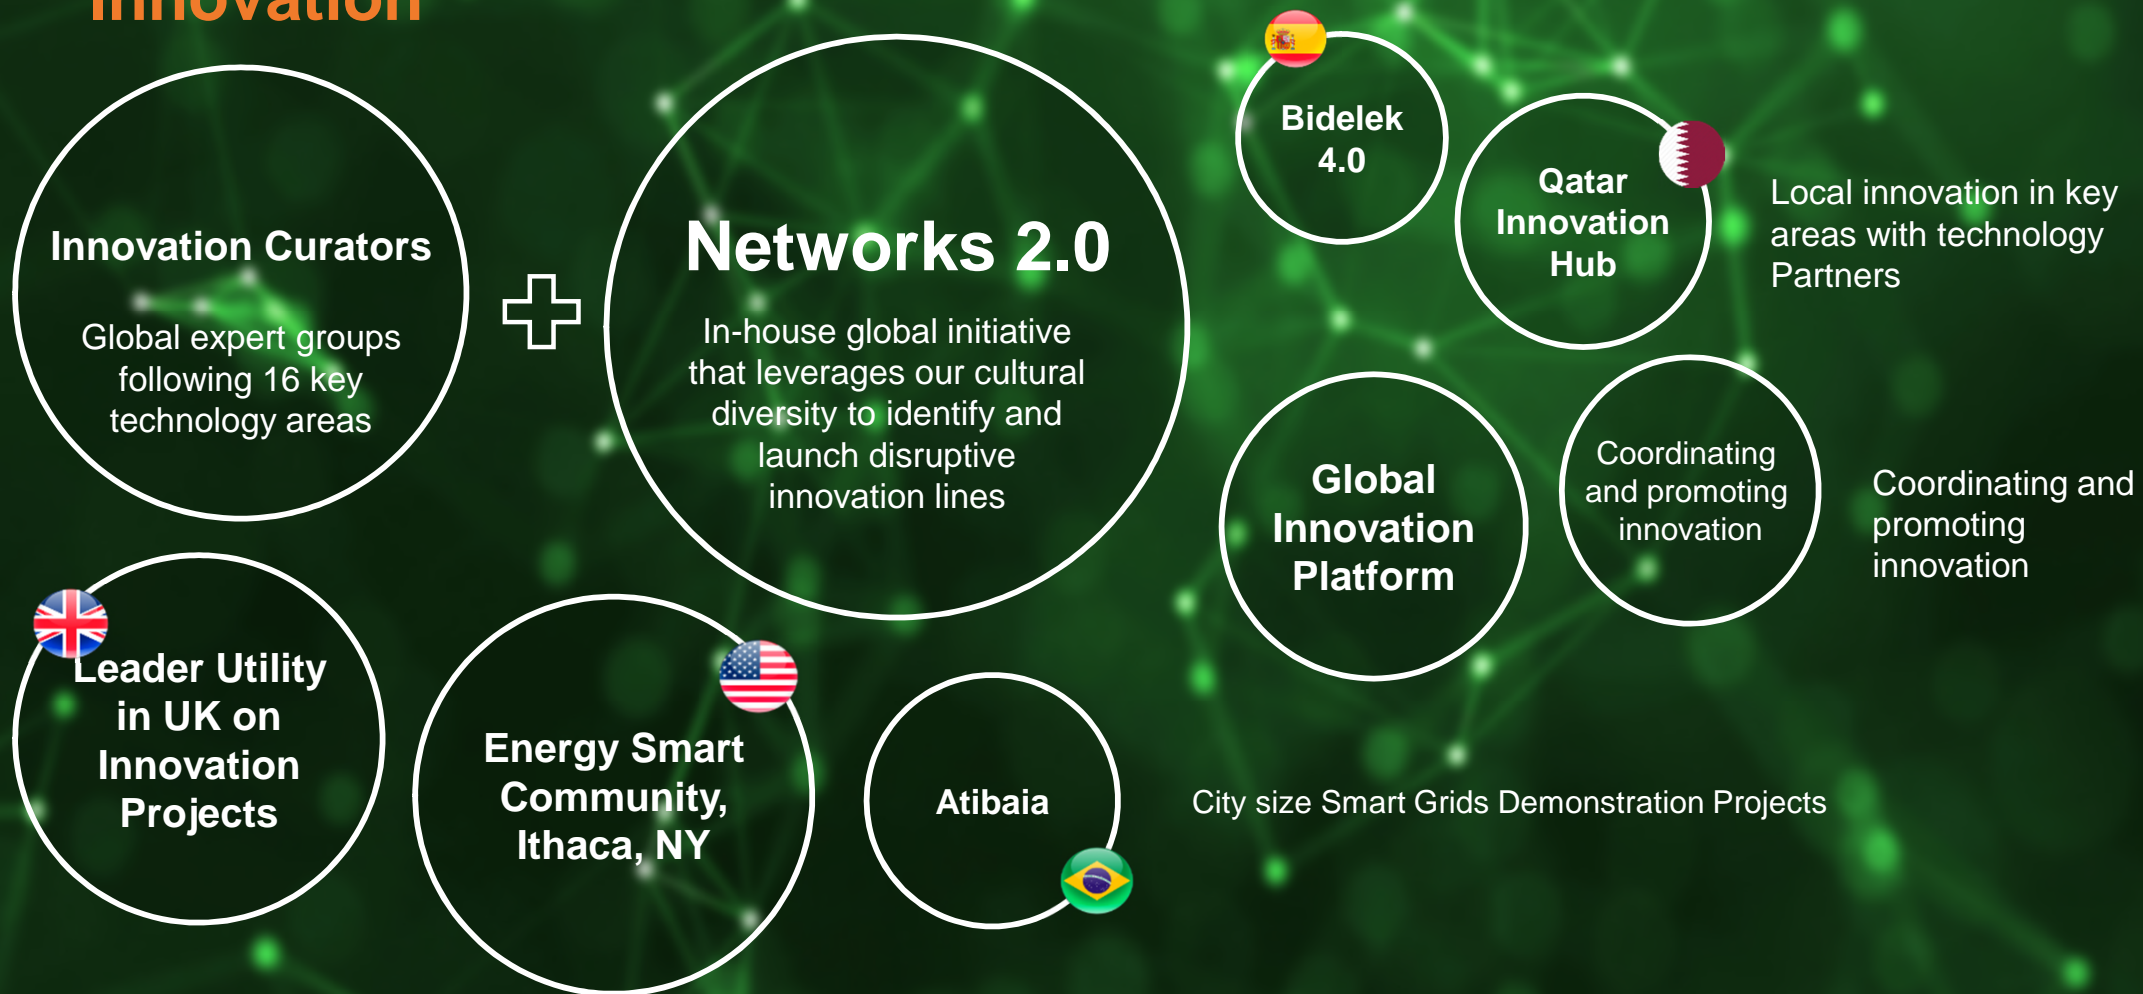 Innovation
Innovation Curators
Global expert groups
following 16 key
technology areas
Networks 2.0
In-house global initiative
that leverages our cultural
diversity to identify and
launch disruptive
innovation lines
Bidelek
4.0
Qatar
Innovation
Hub
Local innovation in key
areas with technology
Partners
Global
Innovation
Platform
Coordinating
and promoting
innovation
Coordinating and
promoting
innovation
Leader Utility
in UK on
Innovation
Projects
Energy Smart
Community,
Ithaca, NY
Atibaia
City size Smart Grids Demonstration Projects